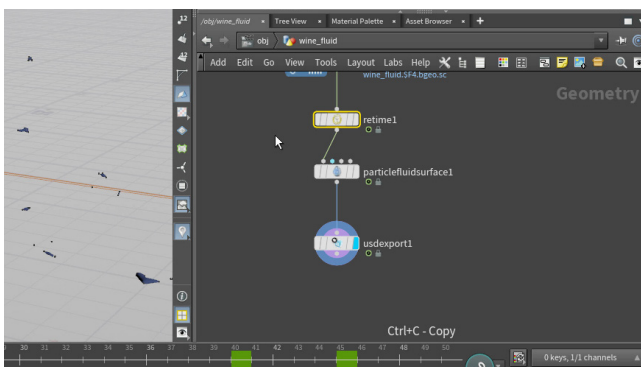 /obj/wine_fluid × Tree View × Material Palette × Asset Browser × +
obj wine_fluid
Add Edit Go View Tools Layout Labs Help
wine_fluid.$F4.bgeo.sc
Geometry
retime1
particlefluidsurface1
usdexport1
Ctrl+C - Copy
30 31 32 33 34 35 36 37 38 39 40 41 42 43 44 45 46 47 48 49 50
0 keys, 1/1 channels